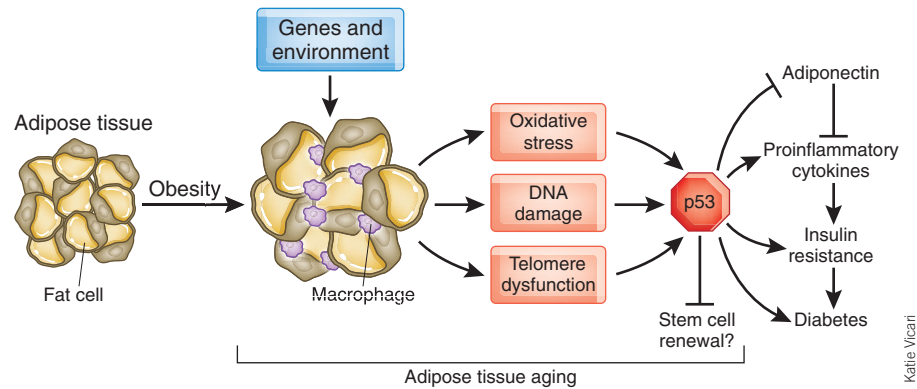 Genes and
environment
Adipose tissue
Obesity
Fat cell
Macrophage
Oxidative
stress
DNA
damage
Telomere
dysfunction
p53
Stem cell
renewal?
Adiponectin
Proinflammatory
cytokines
Insulin
resistance
Diabetes
Adipose tissue aging
Katie Vicari